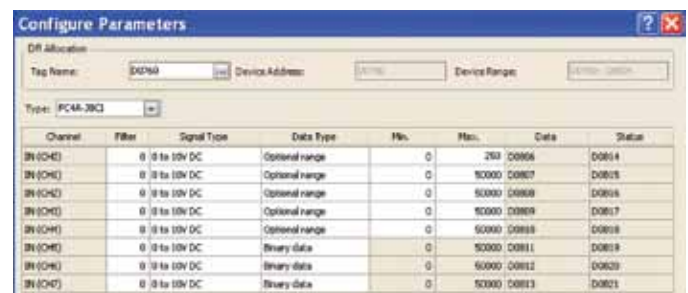 Configure Parameters
DR Allocation
Tag Name: D0760 Device Address: Device Range:
Type:
Channel Filter Signal Type Data Type Min. Max. Data Status
IN (CH0) 0 0 to 10V DC Optional range 0 D0806 D0814
IN (CH1) 0 0 to 10V DC Optional range 0 50000 D0807 D0815
IN (CH2) 0 0 to 10V DC Optional range 0 50000 D0808 D0816
IN (CH3) 0 0 to 10V DC Optional range 0 50000 D0809 D0817
IN (CH4) 0 0 to 10V DC Optional range 0 50000 D0810 D0818
IN (CH5) 0 0 to 10V DC Binary data 0 50000 D0811 D0819
IN (CH6) 0 0 to 10V DC Binary data 0 50000 D0812 D0820
IN (CH7) 0 0 to 10V DC Binary data 0 50000 D0813 D0821